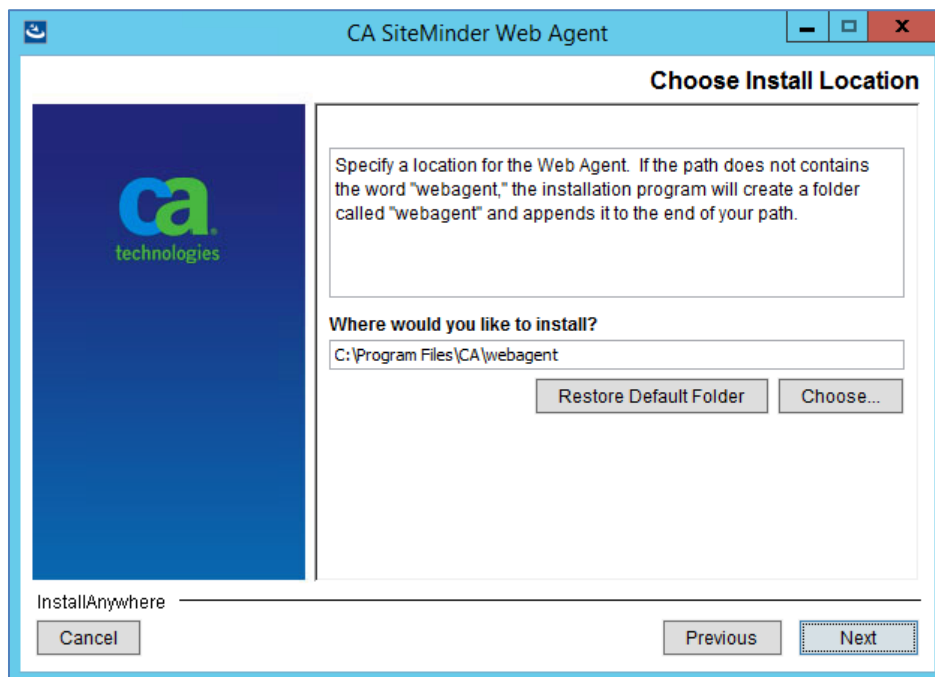 CA SiteMinder Web Agent
Choose Install Location
ca
technologies
Specify a location for the Web Agent. If the path does not contains
the word "webagent," the installation program will create a folder
called "webagent" and appends it to the end of your path.
Where would you like to install?
C:\Program Files\CA\webagent
Restore Default Folder
Choose...
InstallAnywhere
Cancel
Previous
Next